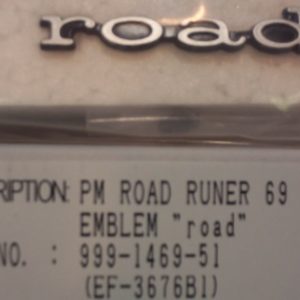 road
RIPTION: PM ROAD RUNER 69
EMBLEM "road"
NO. : 999-1469-51
(EF-3676B1)